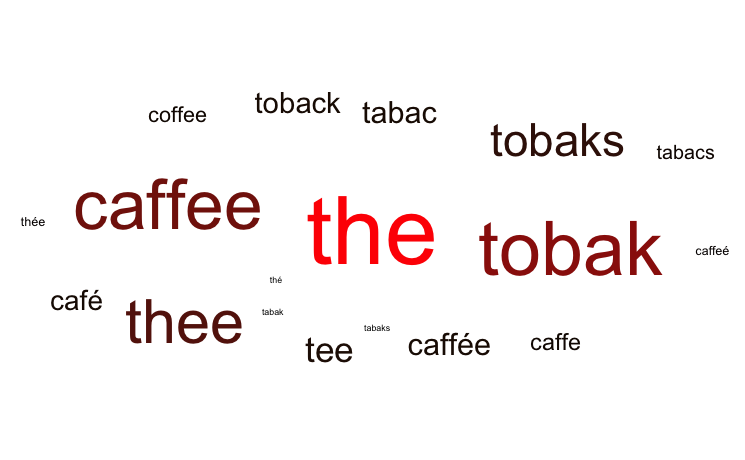 toback tabac
coffee
tobaks
tabacs
caffee the tobak
thée
caffeé
thé
café thee tabak
tabaks
tee caffée caffe